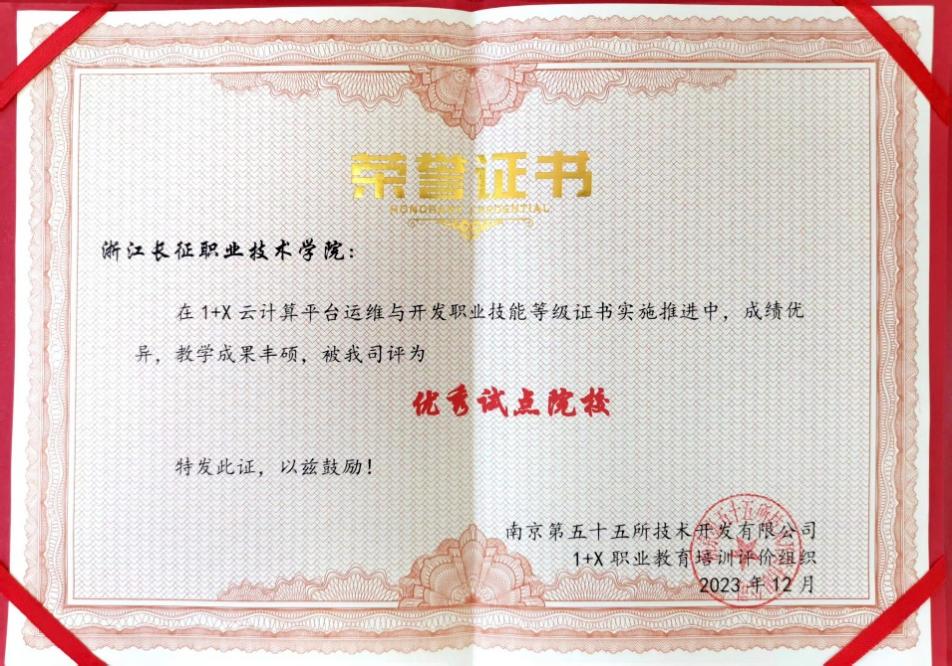 荣誉证书
HONORARY CREDENTIAL
浙江长征职业技术学院：
在1+X云计算平台运维与开发职业技能等级证书实施推进中，成绩优
异，教学成果丰硕，被我司评为
优秀试点院校
特发此证，以兹鼓励！
南京第五十五所技术开发有限公司
1+X 职业教育培训评价组织
2023年12月